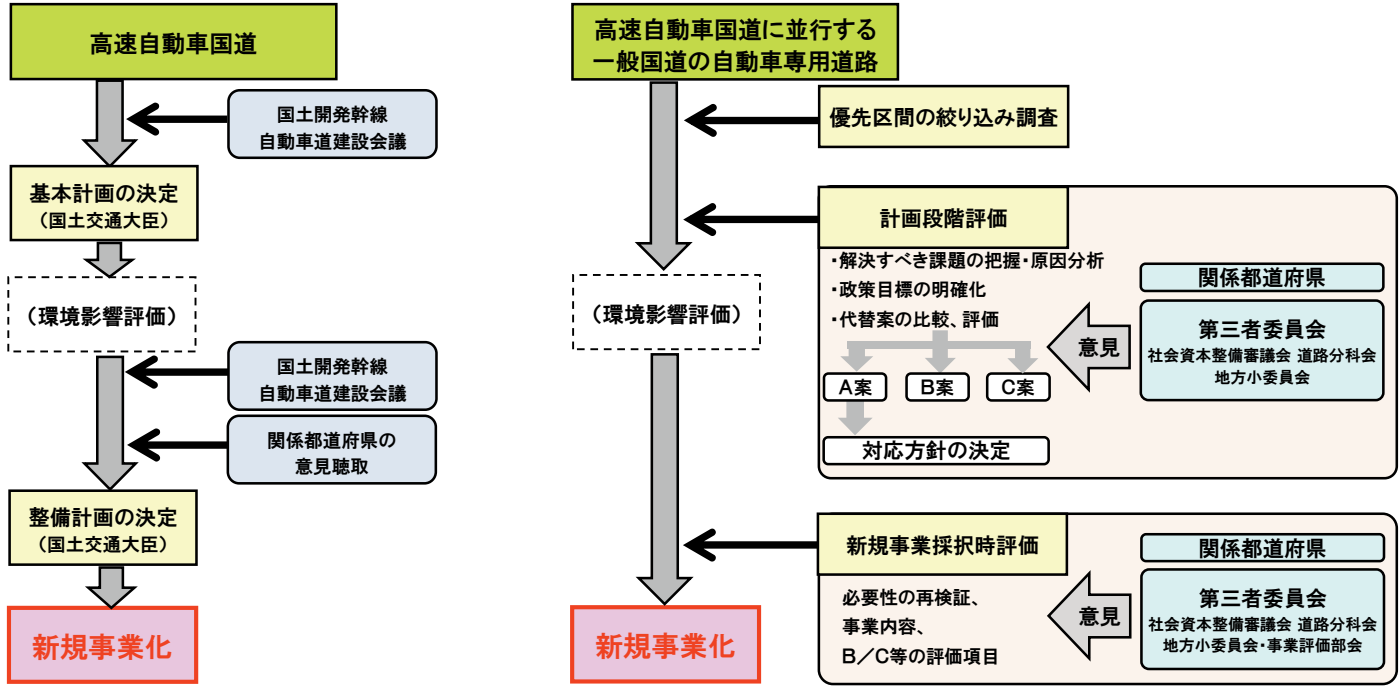 高速自動車国道
国土開発幹線
自動車道建設会議
基本計画の決定
(国土交通大臣)
(環境影響評価)
国土開発幹線
自動車道建設会議
関係都道府県の
意見聴取
整備計画の決定
(国土交通大臣)
新規事業化
高速自動車国道に並行する
一般国道の自動車専用道路
優先区間の絞り込み調査
計画段階評価
・解決すべき課題の把握・原因分析
・政策目標の明確化
・代替案の比較、評価
A案
B案
C案
対応方針の決定
意見
関係都道府県
第三者委員会
社会資本整備審議会 道路分科会
地方小委員会
(環境影響評価)
新規事業採択時評価
必要性の再検証、
事業内容、
B/C等の評価項目
意見
関係都道府県
第三者委員会
社会資本整備審議会 道路分科会
地方小委員会・事業評価部会
新規事業化